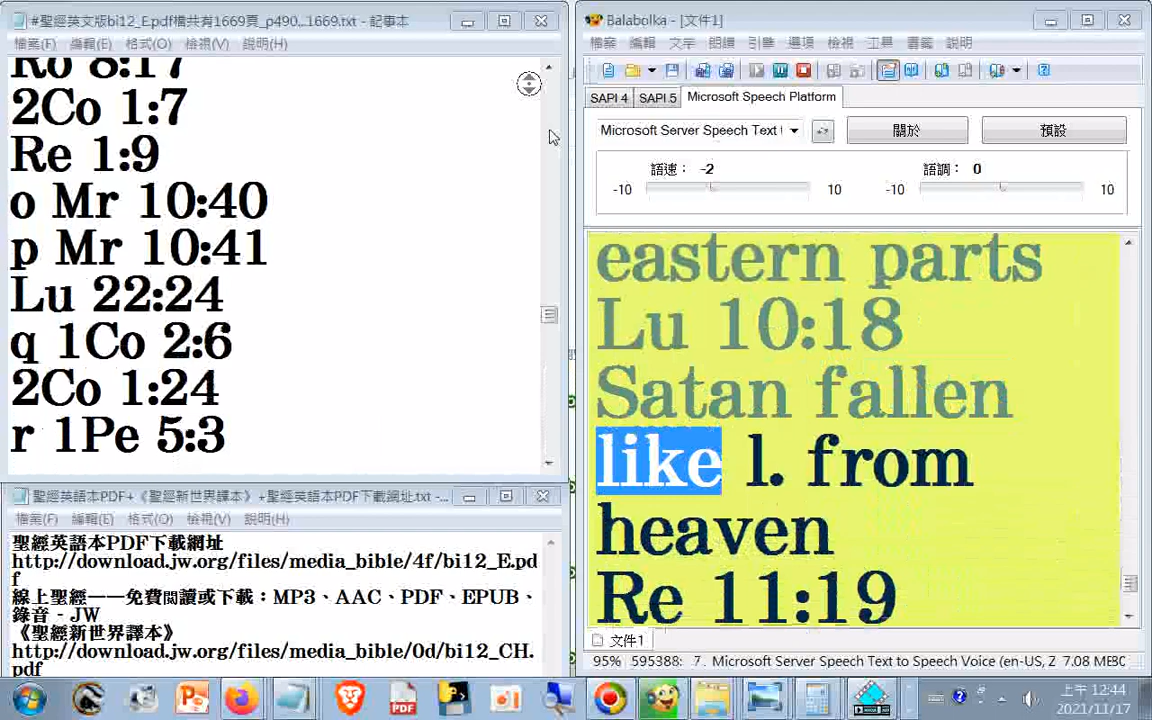 #聖經英文版bi12_E.pdf檔共有1669頁_p490,..1669.txt - 記事本
檔案(F) 編輯(E) 格式(O) 檢視(V) 說明(H)
Ro 8:17
2Co 1:7
Re 1:9
o Mr 10:40
p Mr 10:41
Lu 22:24
q 1Co 2:6
2Co 1:24
r 1Pe 5:3
聖經英語本PDF+《聖經新世界譯本》+聖經英語本PDF下載網址.txt - ...
檔案(F) 編輯(E) 格式(O) 檢視(V) 說明(H)
聖經英語本PDF下載網址
http://download.jw.org/files/media_bible/4f/bi12_E.pd
f
線上聖經——免費閱讀或下載：MP3、AAC、PDF、EPUB、
錄音 - JW
《聖經新世界譯本》
http://download.jw.org/files/media_bible/0d/bi12_CH.
pdf
Balabolka - [文件1]
檔案 編輯 文字 朗讀 引擎 選項 檢視 工具 書籤 說明
SAPI 4 SAPI 5 Microsoft Speech Platform
Microsoft Server Speech Text 關於 預設
語速： -2 語調： 0
-10 10 -10 10
eastern parts
Lu 10:18
Satan fallen
like l. from
heaven
Re 11:19
文件1
95% 595388: 7. Microsoft Server Speech Text to Speech Voice (en-US, Z 7.08 МБ
上午 12:44
2021/11/17